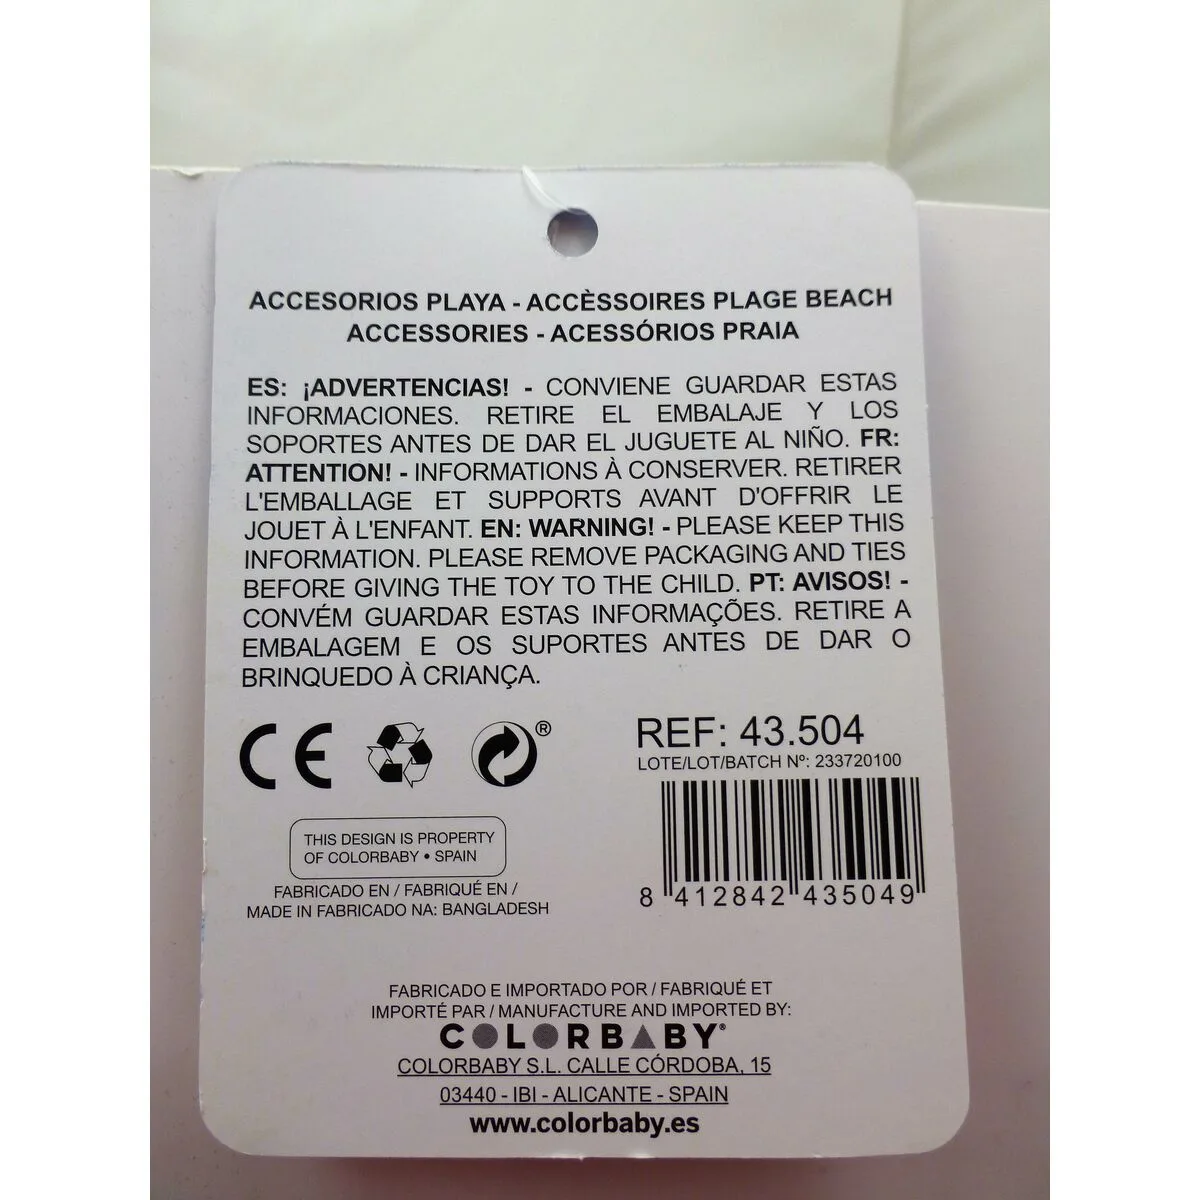 ACCESORIOS PLAYA - ACCÈSSOIRES PLAGE BEACH
ACCESSORIES - ACESSÓRIOS PRAIA
ES: ¡ADVERTENCIAS! - CONVIENE GUARDAR ESTAS
INFORMACIONES. RETIRE EL EMBALAJE Y LOS
SOPORTES ANTES DE DAR EL JUGUETE AL NIÑO. FR:
ATTENTION! - INFORMATIONS À CONSERVER. RETIRER
L'EMBALLAGE ET SUPPORTS AVANT D'OFFRIR LE
JOUET À L'ENFANT. EN: WARNING! - PLEASE KEEP THIS
INFORMATION. PLEASE REMOVE PACKAGING AND TIES
BEFORE GIVING THE TOY TO THE CHILD. PT: AVISOS! -
CONVÉM GUARDAR ESTAS INFORMAÇÕES. RETIRE A
EMBALAGEM E OS SUPORTES ANTES DE DAR O
BRINQUEDO À CRIANÇA.
CE ®
REF: 43.504
LOTE/LOT/BATCH Nº: 233720100
8 412842 435049
THIS DESIGN IS PROPERTY
OF COLORBABY • SPAIN
FABRICADO EN / FABRIQUÉ EN /
MADE IN FABRICADO NA: BANGLADESH
FABRICADO E IMPORTADO POR / FABRIQUÉ ET
IMPORTÉ PAR / MANUFACTURE AND IMPORTED BY:
COLORBABY®
COLORBABY S.L. CALLE CÓRDOBA, 15
03440 - IBI - ALICANTE - SPAIN
www.colorbaby.es